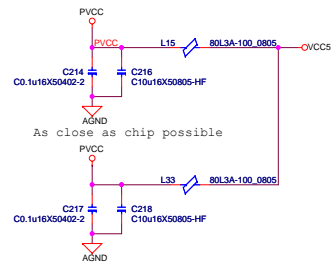 PVCC
PVCC
L15 80L3A-100_0805
VCC5
C214 C216
C0.1u16X50402-2 C10u16X50805-HF
AGND
As close as chip possible
PVCC
L33 80L3A-100_0805
C217 C218
C0.1u16X50402-2 C10u16X50805-HF
AGND